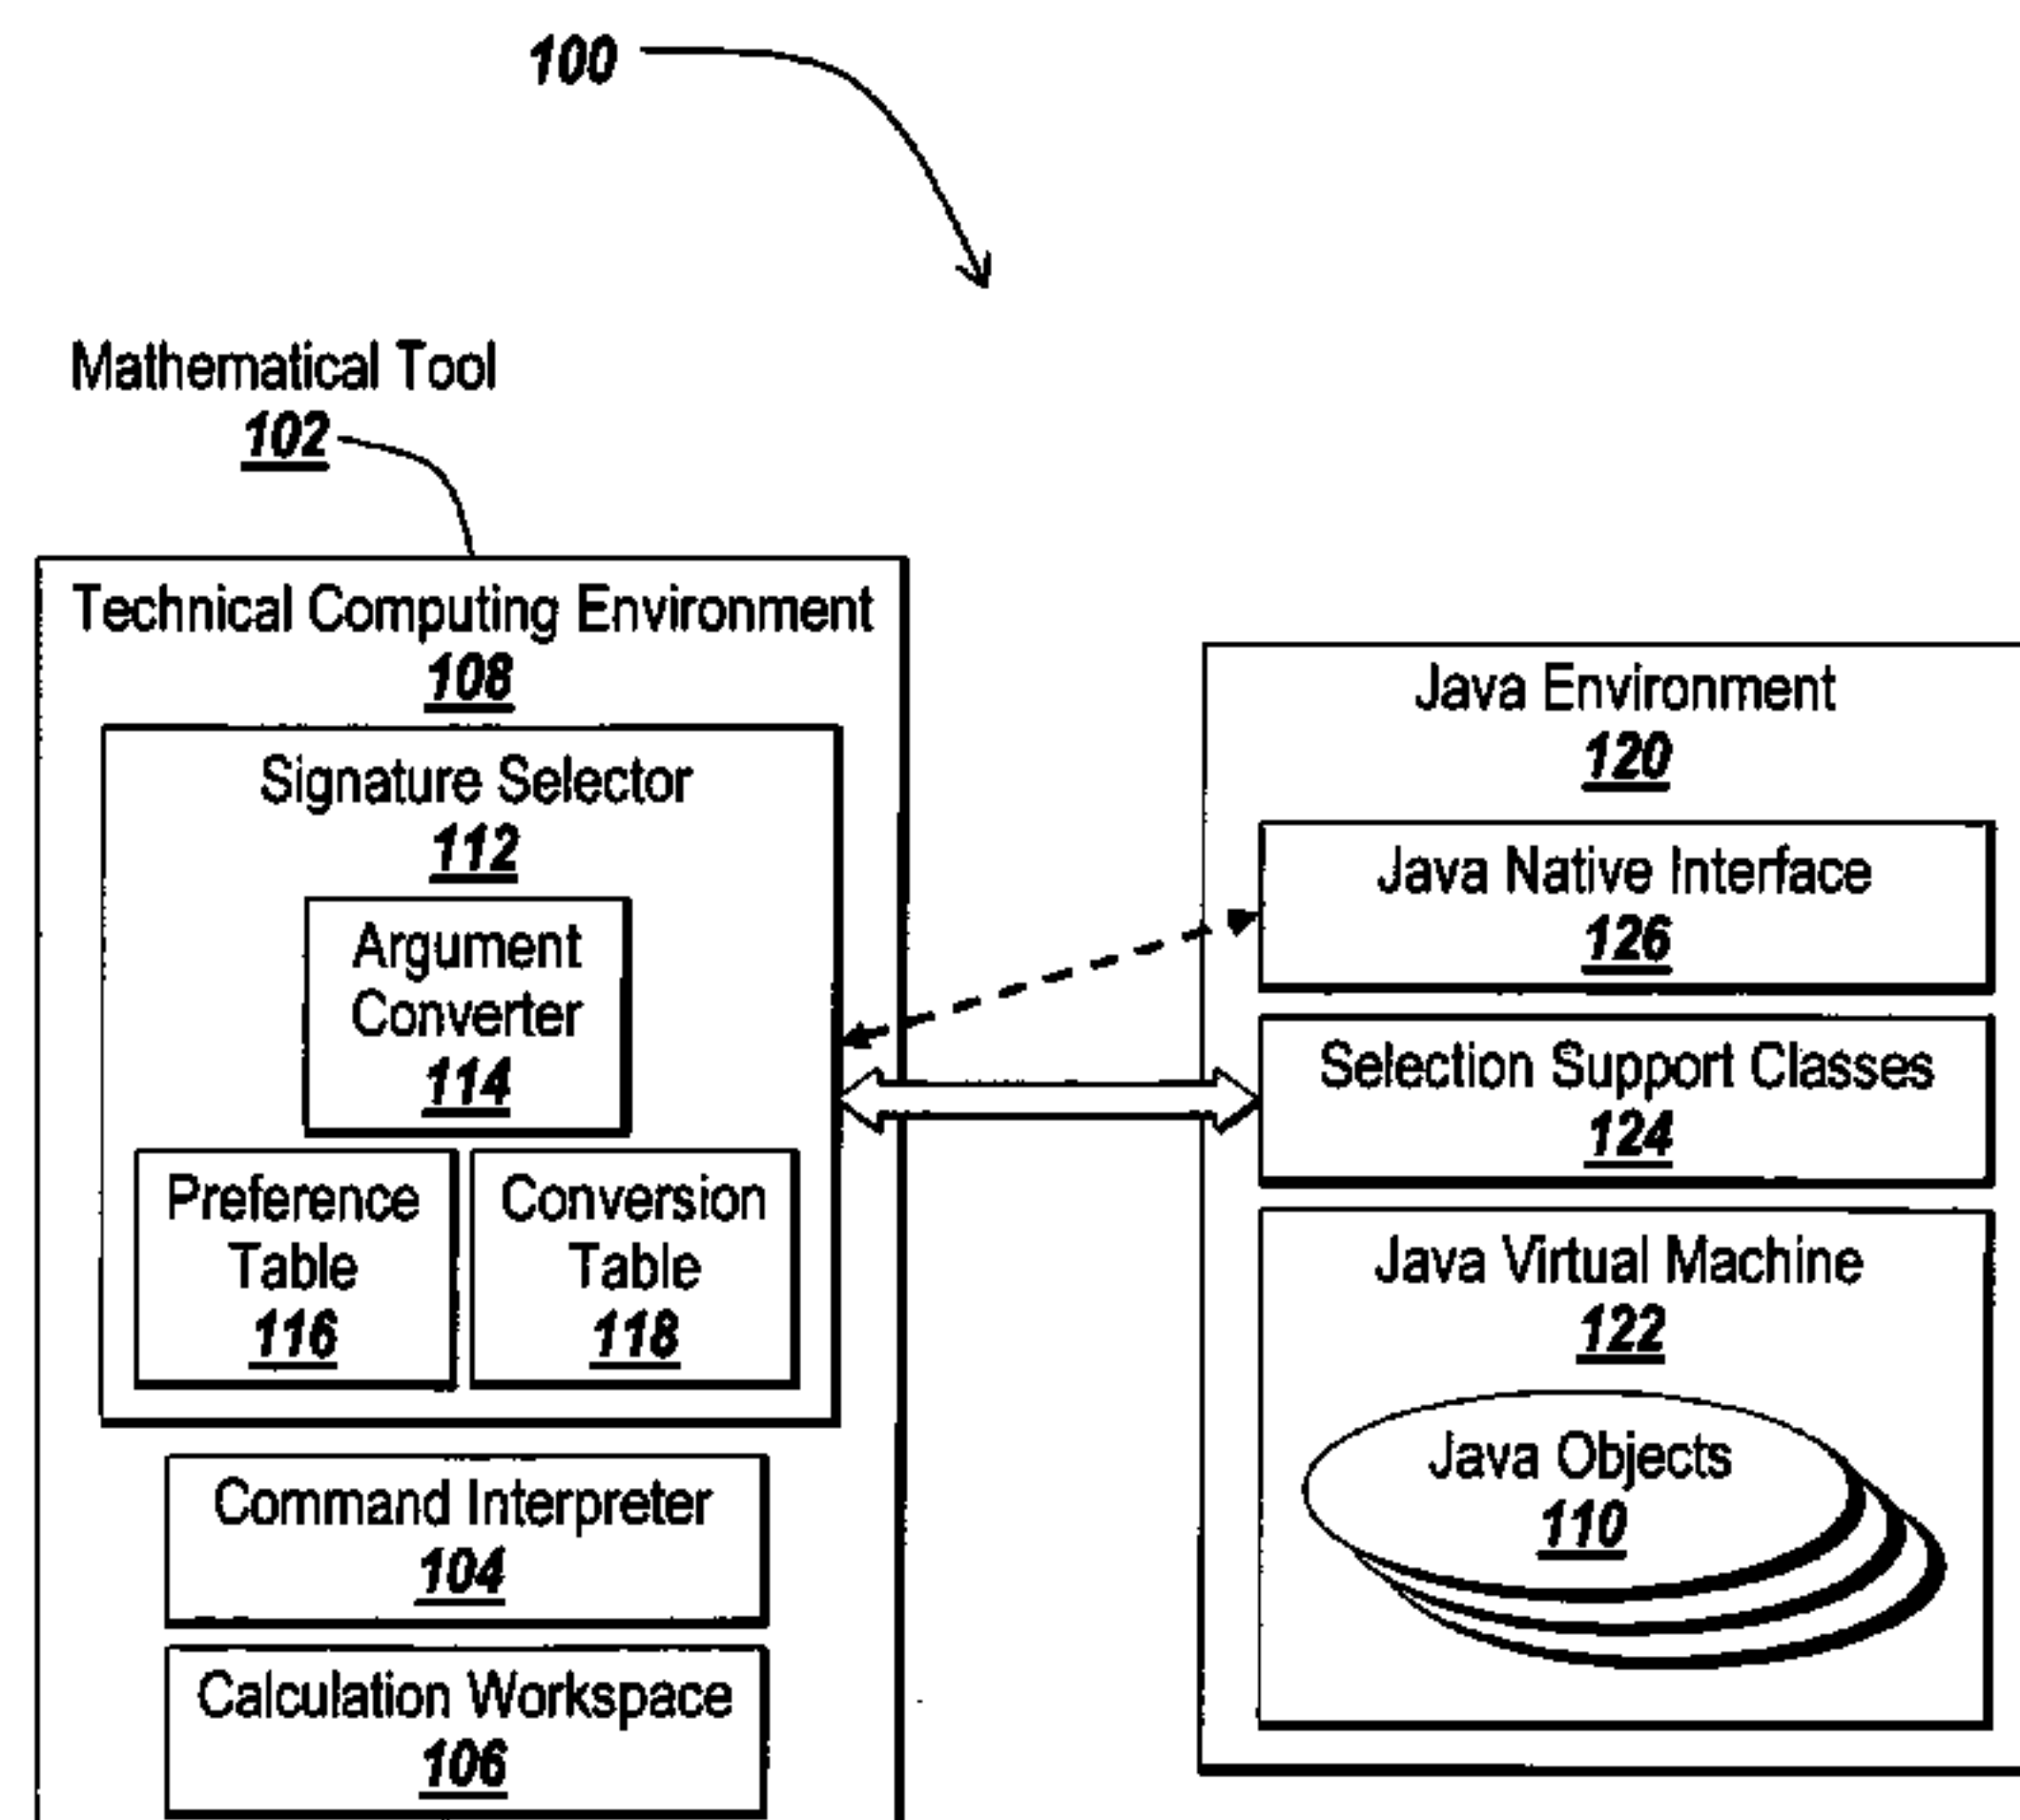 100
Mathematical Tool
102
Technical Computing Environment
108
Signature Selector
112
Argument
Converter
114
Preference
Table
116
Conversion
Table
118
Command Interpreter
104
Calculation Workspace
106
Java Environment
120
Java Native Interface
126
Selection Support Classes
124
Java Virtual Machine
122
Java Objects
110